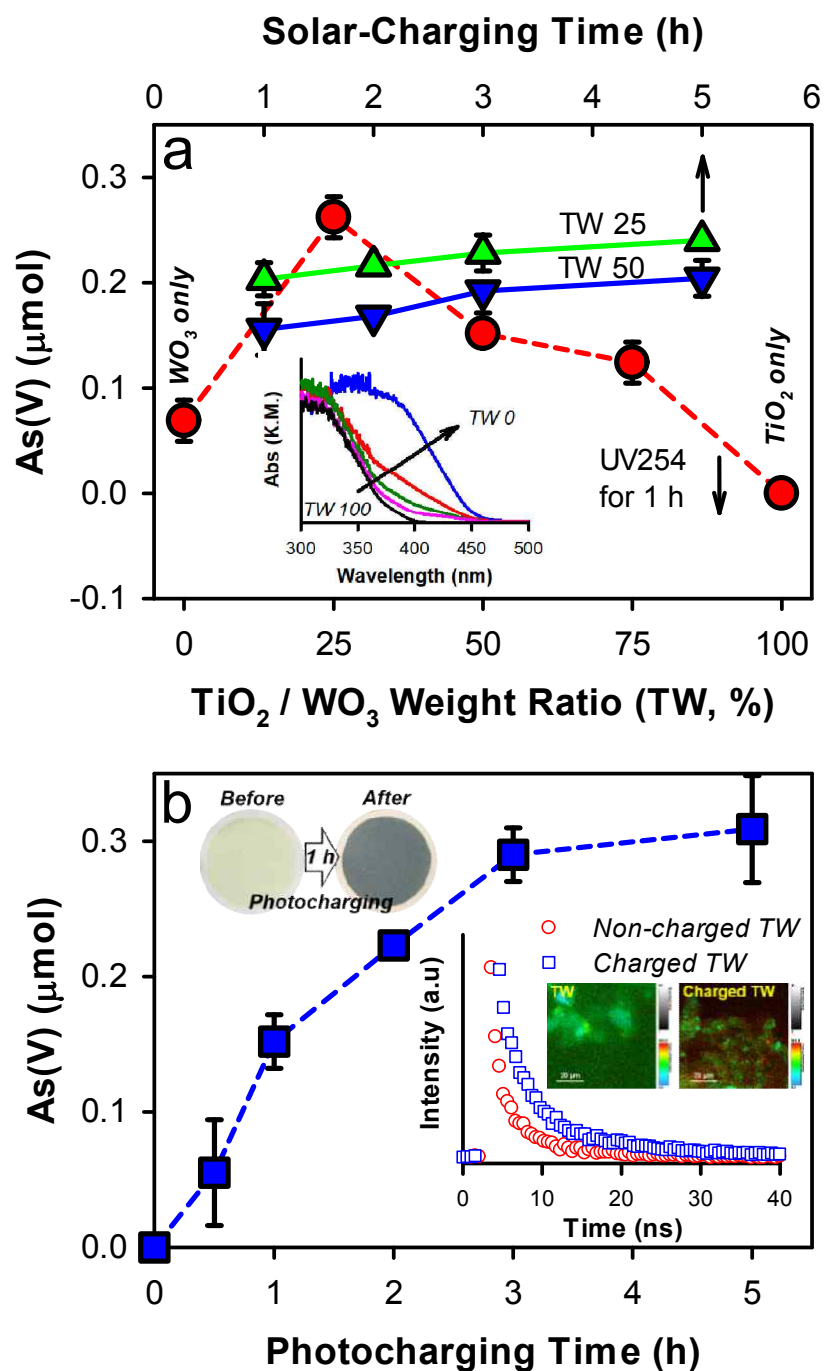 Solar-Charging Time (h)
0 1 2 3 4 5 6
a
0.3
0.2
0.1
0.0
-0.1
As(V) (μmol)
WO3 only
TW 25
TW 50
TiO2 only
UV254
for 1 h
Abs (K.M.)
TW 0
TW 100
300 350 400 450 500
Wavelength (nm)
0 25 50 75 100
TiO2 / WO3 Weight Ratio (TW, %)
b
0.3
0.2
0.1
0.0
As(V) (μmol)
Before After
1 h
Photocharging
Non-charged TW
Charged TW
TW Charged TW
20 μm 20 μm
Intensity (a.u)
0 10 20 30 40
Time (ns)
0 1 2 3 4 5
Photocharging Time (h)